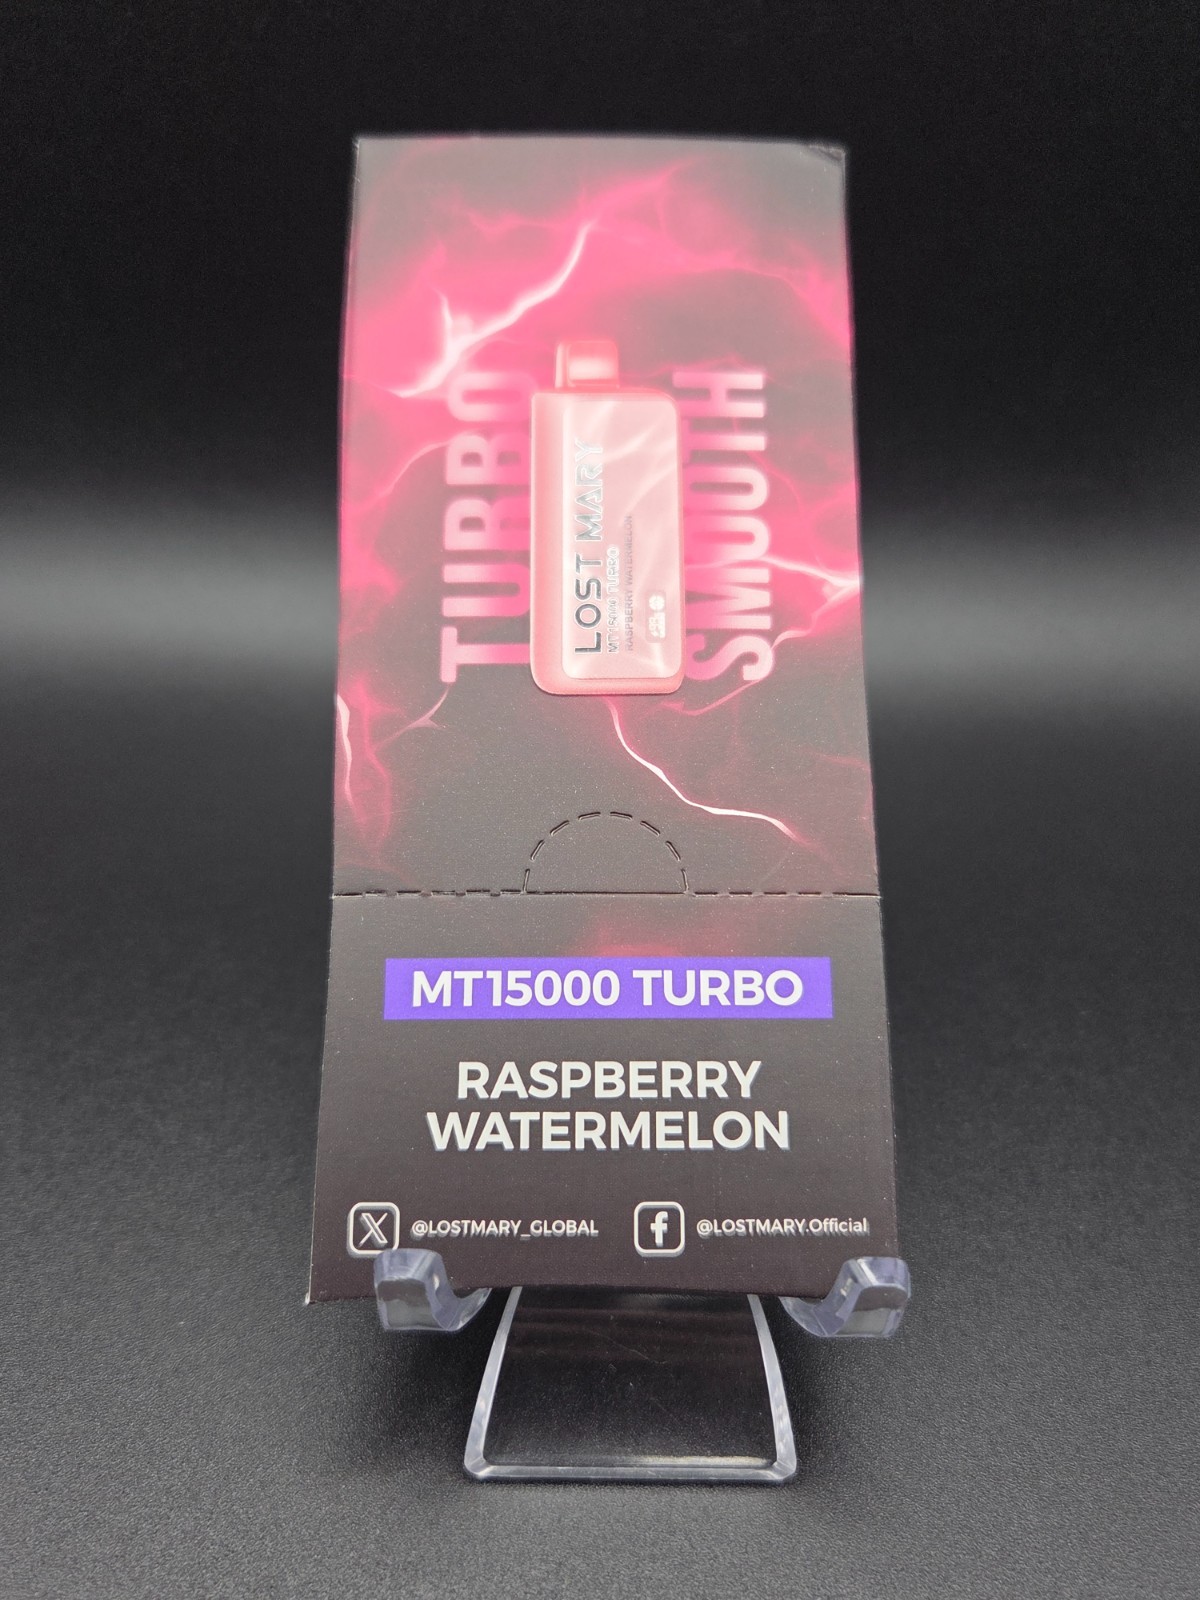 TURBO
SMOOTH
LOST MARY
MT15000 TURBO
RASPBERRY WATERMELON
MT15000 TURBO
RASPBERRY
WATERMELON
@LOSTMARY_GLOBAL
@LOSTMARY.Official